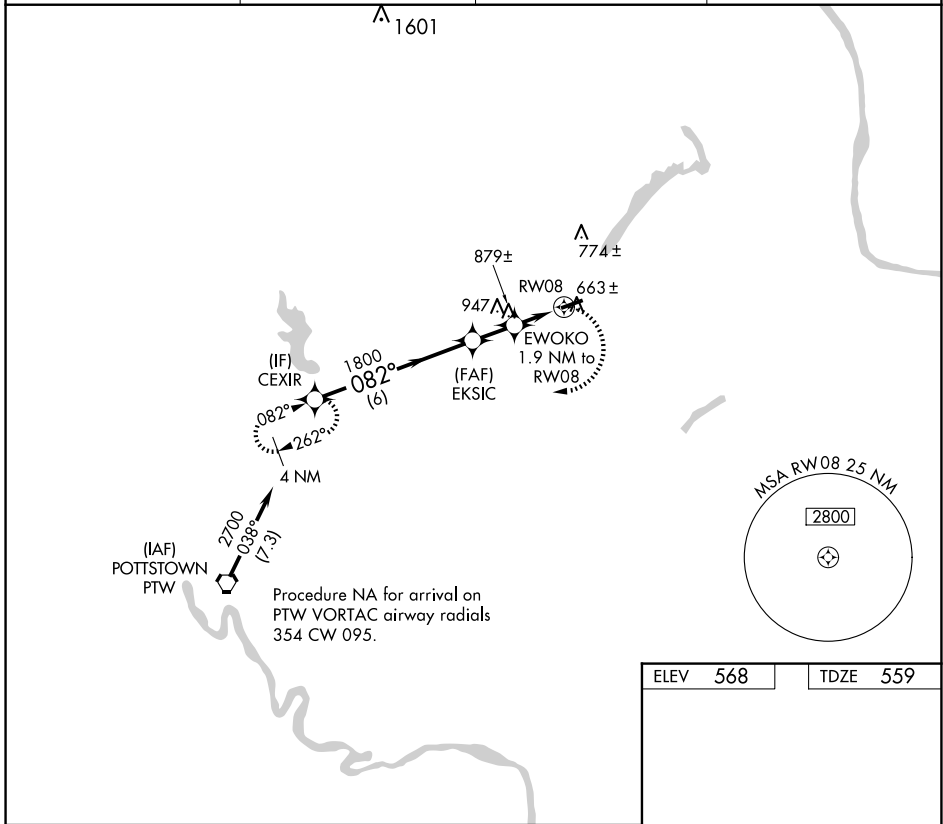 1601
774±
879±
RW08
663±
947
EWOKO
1.9 NM to
RW08
(IF)
CEXIR
1800
082°
(6)
(FAF)
EKSIC
082°
262°
4 NM
2700
038°
(7.3)
(IAF)
POTTSTOWN
PTW
Procedure NA for arrival on
PTW VORTAC airway radials
354 CW 095.
MSA RW08 25 NM
2800
ELEV 568
TDZE 559